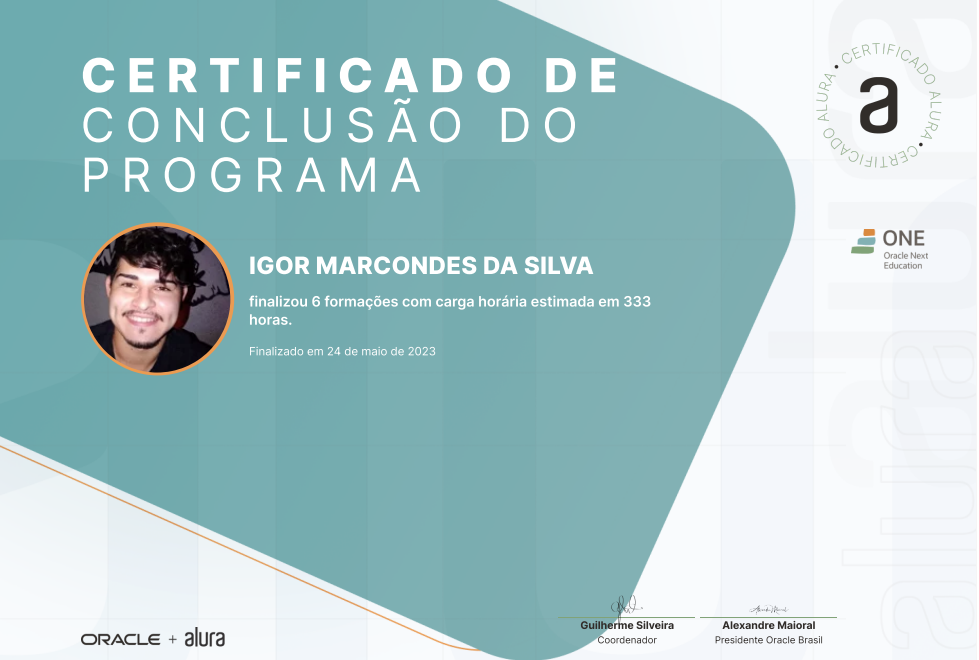 CERTIFICADO DE
CONCLUSÃO DO
PROGRAMA
• CERTIFICADO ALURA • CERTIFICADO ALURA
a
ONE
Oracle Next
Education
IGOR MARCONDES DA SILVA
finalizou 6 formações com carga horária estimada em 333
horas.
Finalizado em 24 de maio de 2023
alura
alura
Guilherme Silveira
Coordenador
Alexandre Maioral
Presidente Oracle Brasil
ORACLE + alura